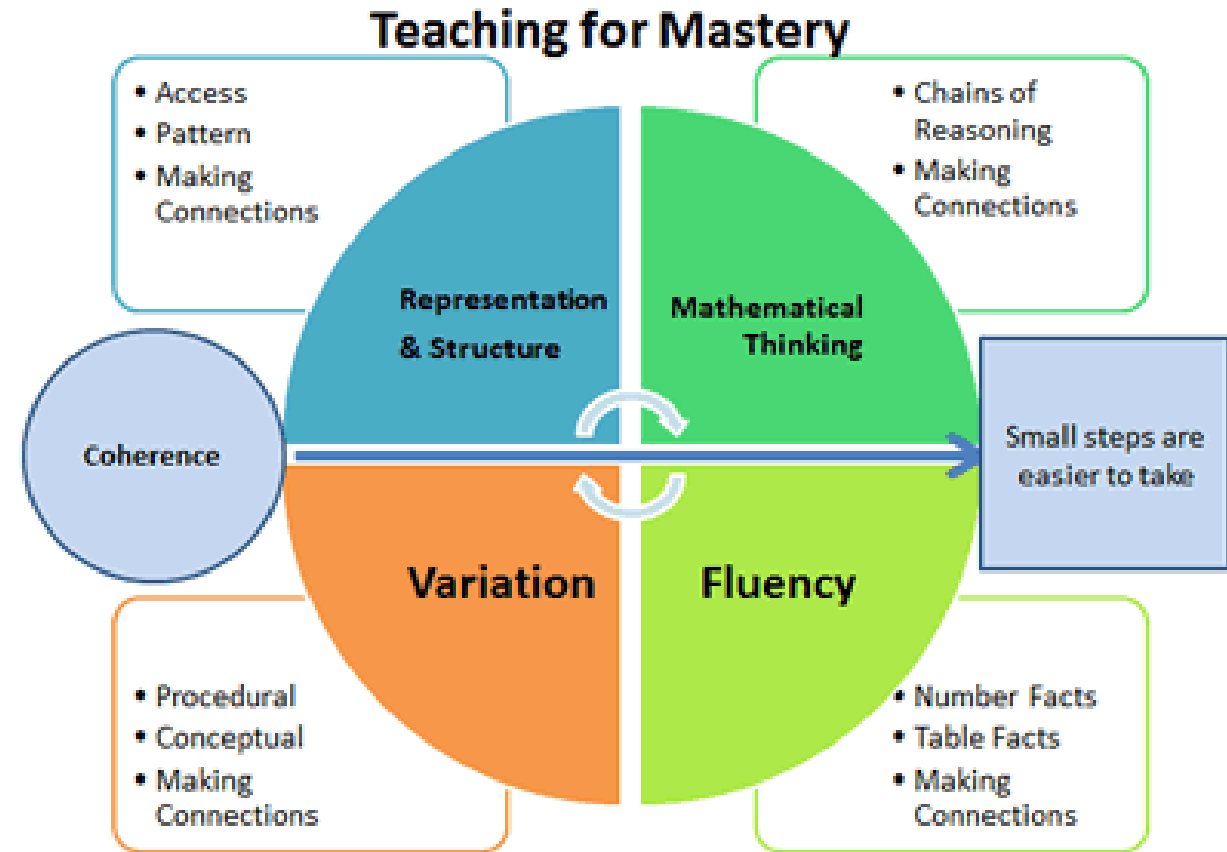 Teaching for Mastery
• Access
• Pattern
• Making
Connections
• Chains of
Reasoning
• Making
Connections
Representation
& Structure
Mathematical
Thinking
Coherence
Small steps are
easier to take
Variation
Fluency
• Procedural
• Conceptual
• Making
Connections
• Number Facts
• Table Facts
• Making
Connections